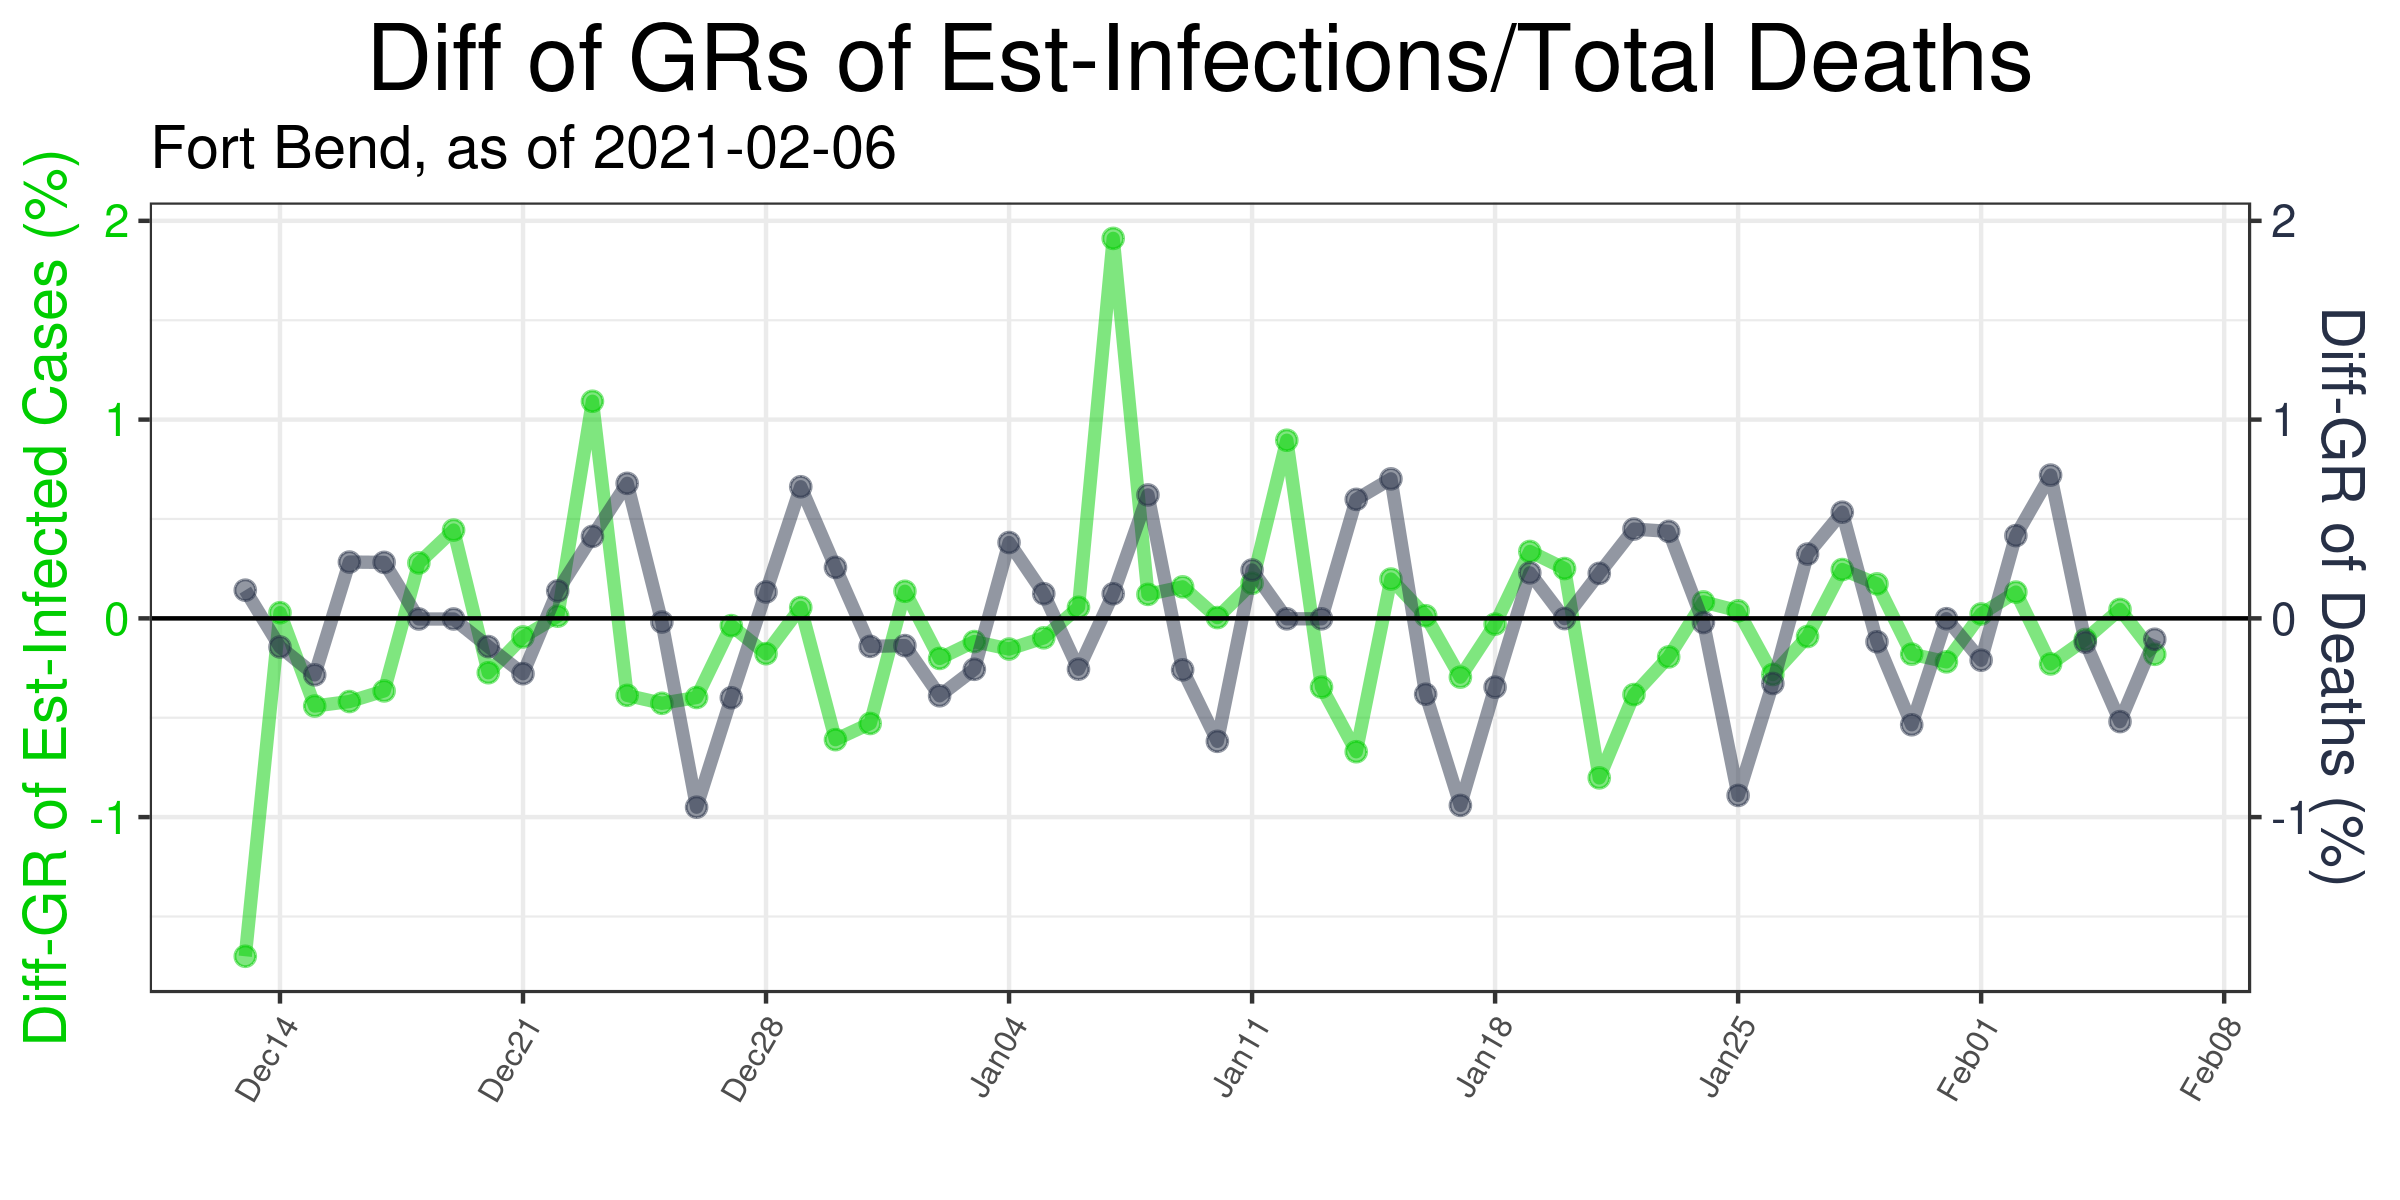 Diff of GRs of Est-Infections/Total Deaths
Fort Bend, as of 2021-02-06
Diff-GR of Est-Infected Cases (%)
2
1
0
-1
2
1
0
-1
Diff-GR of Deaths (%)
Dec14
Dec21
Dec28
Jan04
Jan11
Jan18
Jan25
Feb01
Feb08